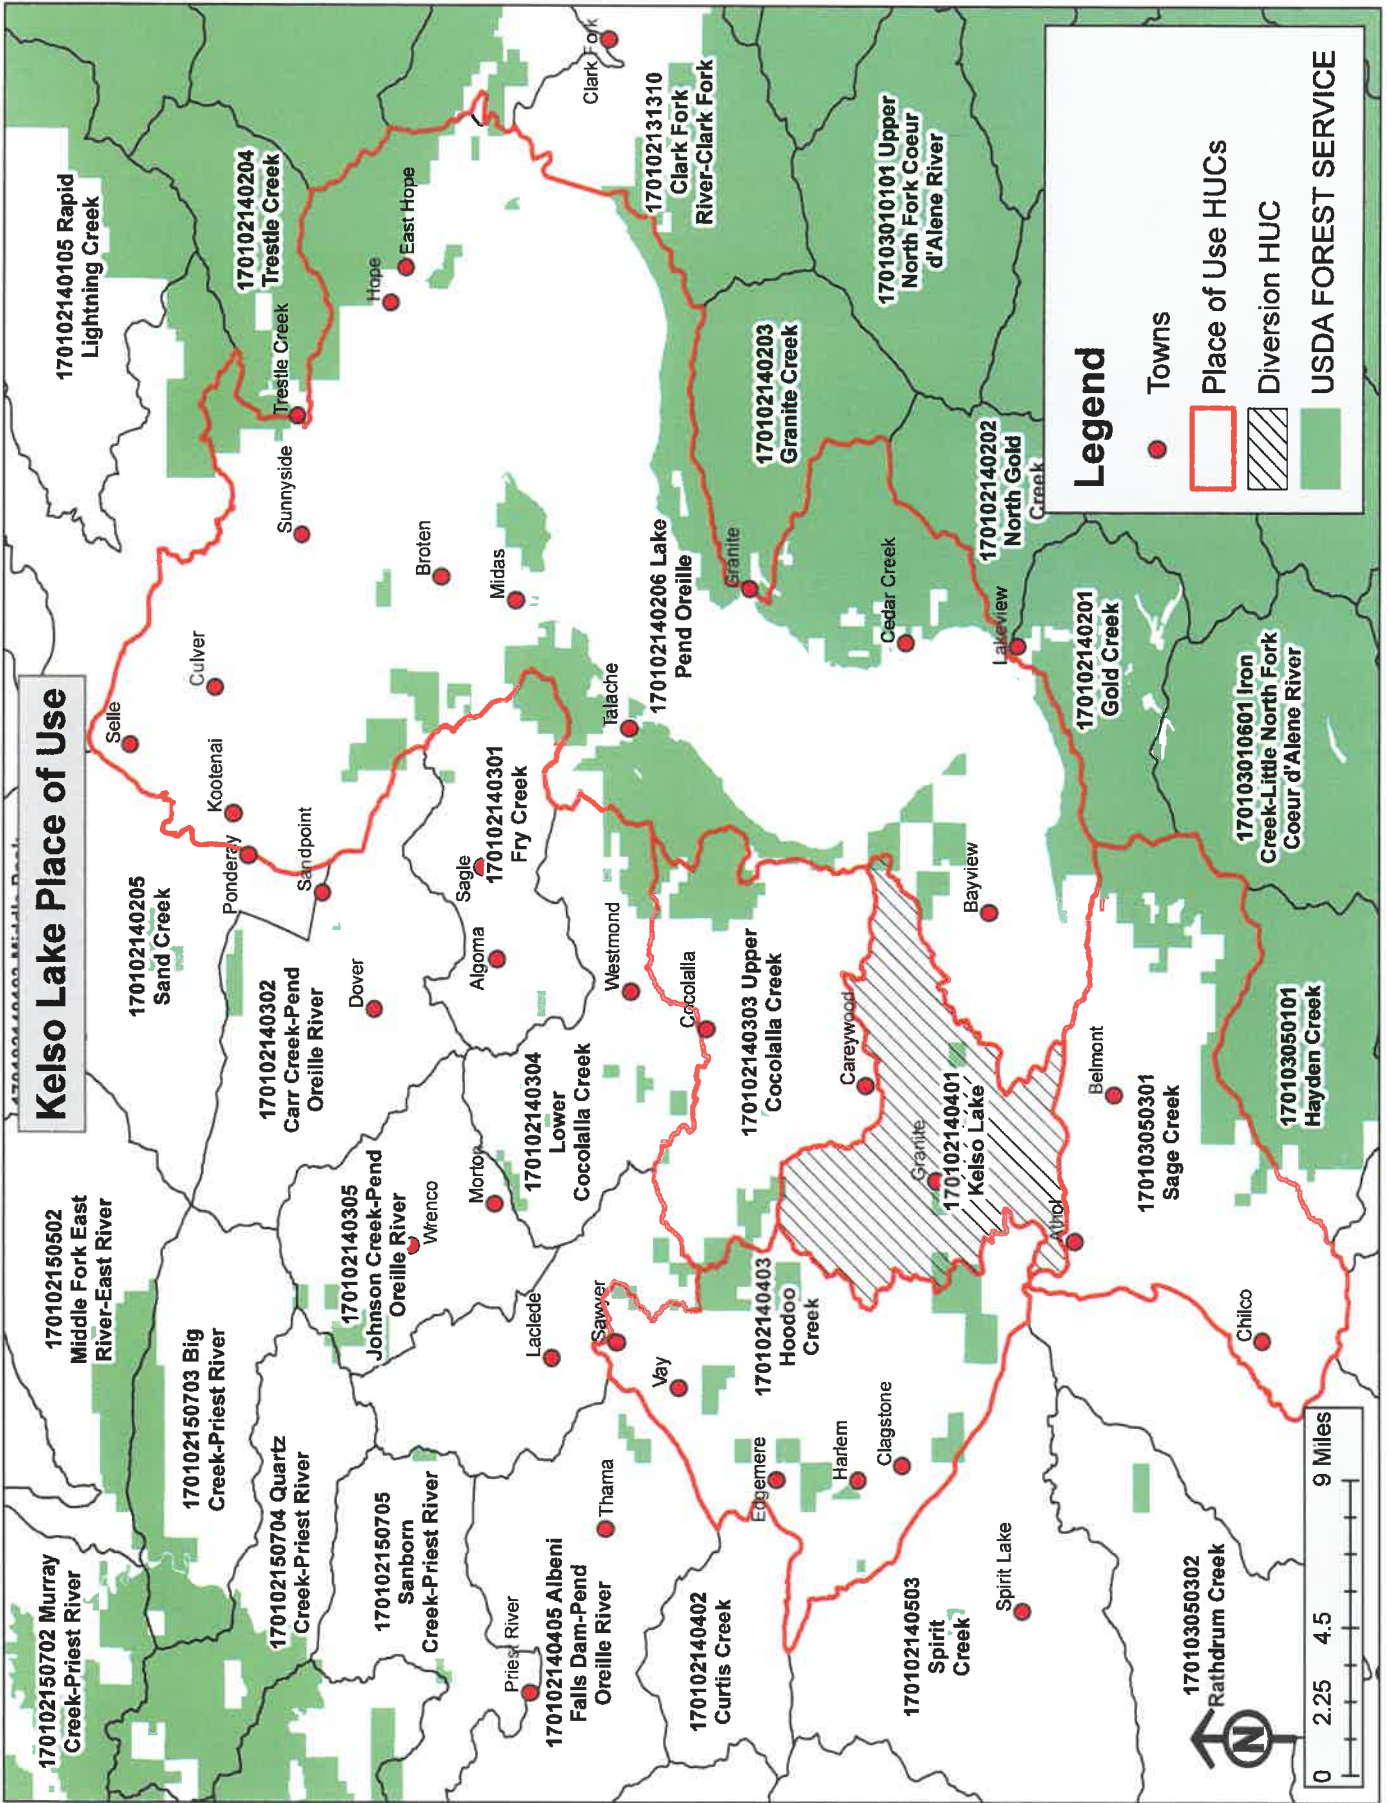 Kelso Lake Place of Use
170102150702 Murray
Creek-Priest River
170102150502
Middle Fork East
River-East River
170102140105 Rapid
Lightning Creek
170102150703 Big
Creek-Priest River
170102140205
Sand Creek
Selle
Culver
Kootenai
Ponderay
170102140204
Trestle Creek
Trestle Creek
Sunnyside
170102150704 Quartz
Creek-Priest River
170102140302
Carr Creek-Pend
Oreille River
Sandpoint
Dover
Hope
East Hope
170102140305
Johnson Creek-Pend
Oreille River
Wrenco
170102150705
Sanborn
Creek-Priest River
Broten
Midas
Morton
Algoma
Sagle
170102140301
Fry Creek
Clark Fork
Priest River
Laclede
170102140304
Lower
Cocolalla Creek
170102140405 Albeni
Falls Dam-Pend
Oreille River
Thama
Sawyer
Westmond
Talache
170102140206 Lake
Pend Oreille
170102131310
Clark Fork
River-Clark Fork
Vay
Cocolalla
170102140402
Curtis Creek
170102140403
Hoodoo
Creek
170102140303 Upper
Cocolalla Creek
Granite
170102140203
Granite Creek
Edgemere
Harlem
Clagstone
Careywood
Cedar Creek
170103010101 Upper
North Fork Coeur
d'Alene River
170102140503
Spirit
Creek
Granite
170102140401
Kelso Lake
Bayview
170102140202
North Gold
Creek
Spirit Lake
Athol
Lakeview
Belmont
170102140201
Gold Creek
170103050301
Sage Creek
170103050302
Rathdrum Creek
Chilco
170103050101
Hayden Creek
170103010601 Iron
Creek-Little North Fork
Coeur d'Alene River
N
0 2.25 4.5 9 Miles
Legend
Towns
Place of Use HUCs
Diversion HUC
USDA FOREST SERVICE